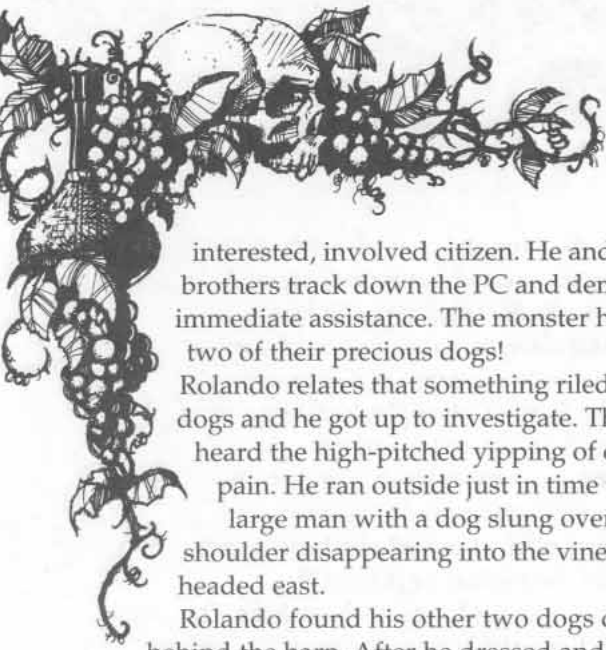 interested, involved citizen. He and
brothers track down the PC and
immediate assistance. The monster
two of their precious dogs!
Rolando relates that something riled
dogs and he got up to investigate.
heard the high-pitched yipping of
pain. He ran outside just in time
large man with a dog slung over
shoulder disappearing into the
headed east.
Rolando found his other two dogs
behind the barn. After he dressed and